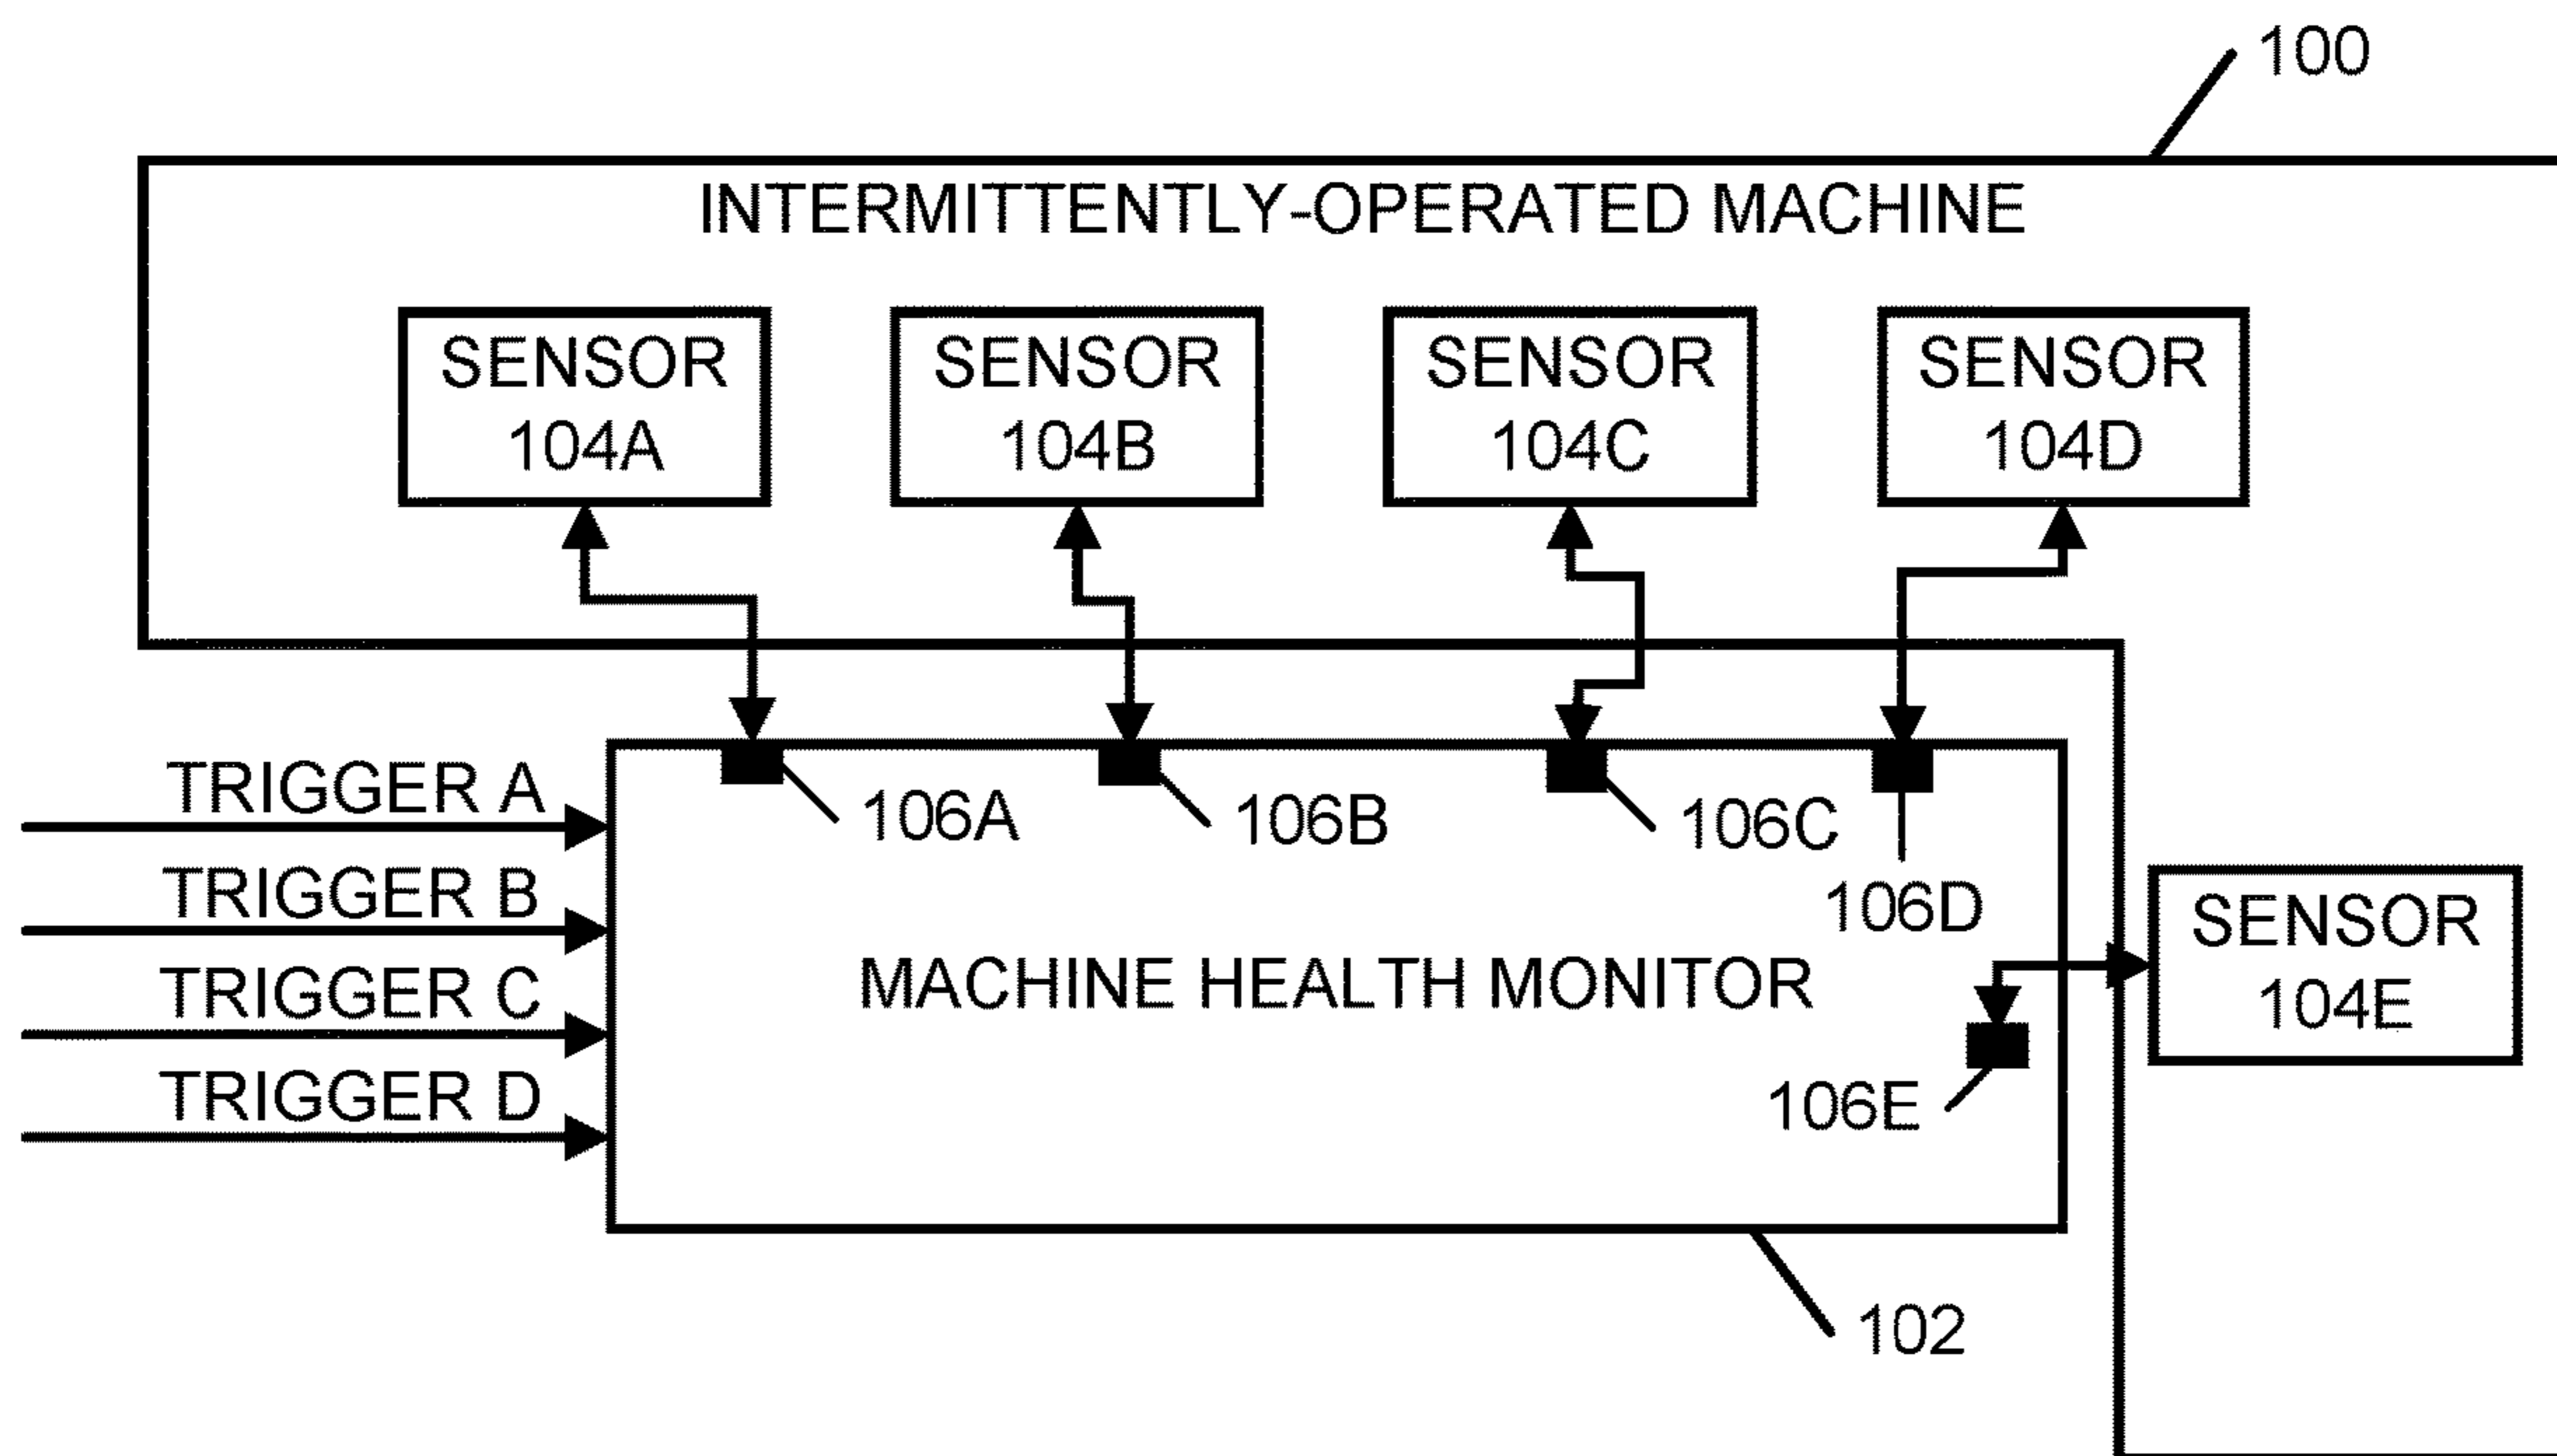 100
INTERMITTENTLY-OPERATED MACHINE
SENSOR
104A
SENSOR
104B
SENSOR
104C
SENSOR
104D
TRIGGER A
TRIGGER B
TRIGGER C
TRIGGER D
106A
106B
106C
106D
MACHINE HEALTH MONITOR
106E
SENSOR
104E
102